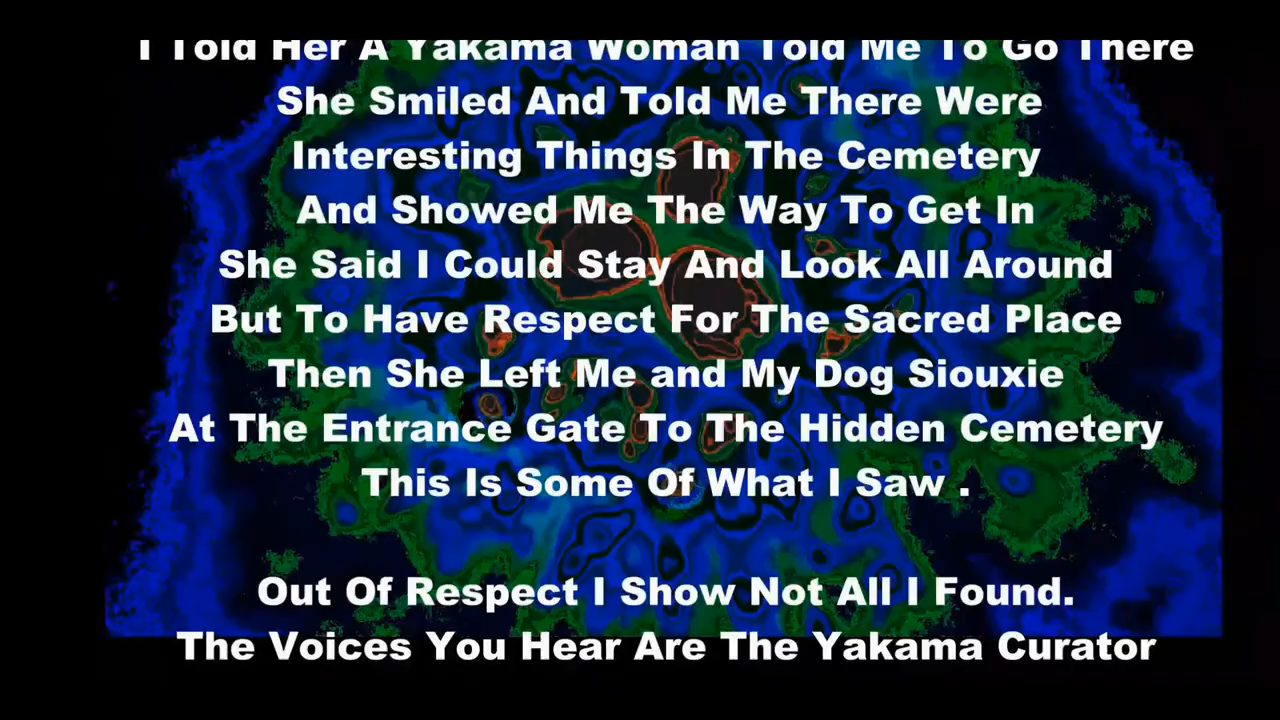 I Told Her A Yakama Woman Told Me To Go There
She Smiled And Told Me There Were
Interesting Things In The Cemetery
And Showed Me The Way To Get In
She Said I Could Stay And Look All Around
But To Have Respect For The Sacred Place
Then She Left Me and My Dog Siouxie
At The Entrance Gate To The Hidden Cemetery
This Is Some Of What I Saw .
Out Of Respect I Show Not All I Found.
The Voices You Hear Are The Yakama Curator